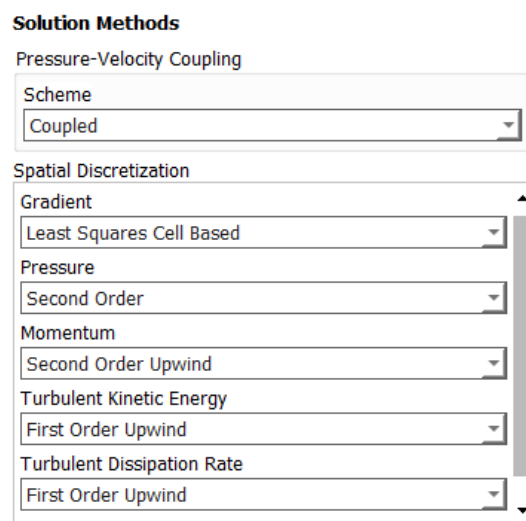 Solution Methods
Pressure-Velocity Coupling
Scheme
Coupled
Spatial Discretization
Gradient
Least Squares Cell Based
Pressure
Second Order
Momentum
Second Order Upwind
Turbulent Kinetic Energy
First Order Upwind
Turbulent Dissipation Rate
First Order Upwind